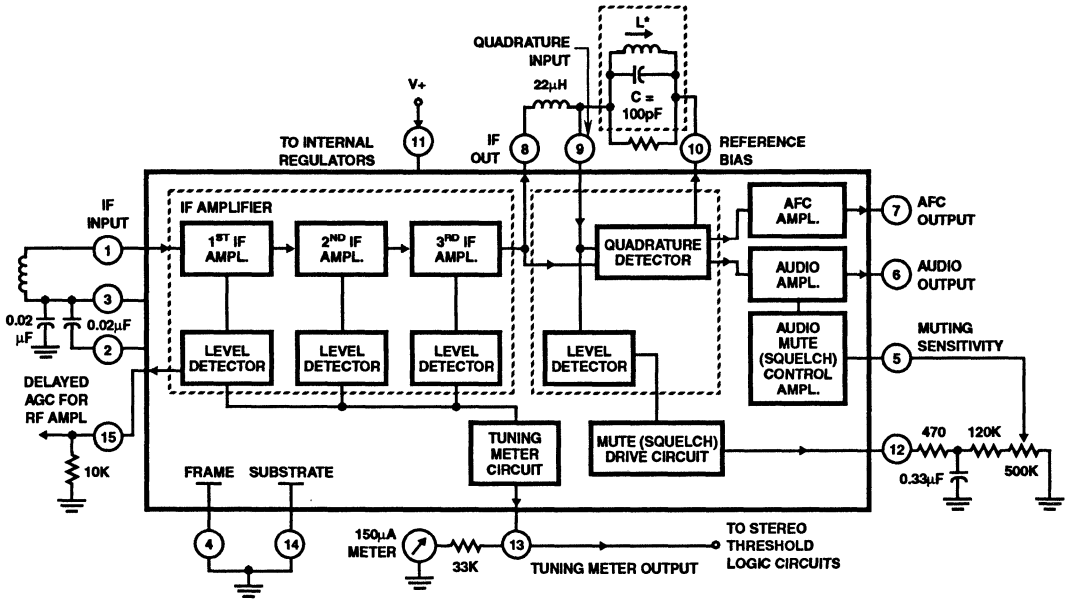 L*
QUADRATURE
INPUT
C =
100pF
22µH
V+
11
TO INTERNAL
REGULATORS
IF
OUT
8
9
10
REFERENCE
BIAS
IF
INPUT
1
3
2
0.02
µF
0.02µF
IF AMPLIFIER
1ST IF
AMPL.
2ND IF
AMPL.
3RD IF
AMPL.
QUADRATURE
DETECTOR
AFC
AMPL.
7
AFC
OUTPUT
AUDIO
AMPL.
6
AUDIO
OUTPUT
LEVEL
DETECTOR
LEVEL
DETECTOR
LEVEL
DETECTOR
LEVEL
DETECTOR
AUDIO
MUTE
(SQUELCH)
CONTROL
AMPL.
5
MUTING
SENSITIVITY
DELAYED
AGC FOR
RF AMPL
15
10K
TUNING
METER
CIRCUIT
MUTE (SQUELCH)
DRIVE CIRCUIT
12
470
120K
0.33µF
500K
FRAME
SUBSTRATE
4
14
150µA
METER
33K
13
TUNING METER OUTPUT
TO STEREO
THRESHOLD
LOGIC CIRCUITS